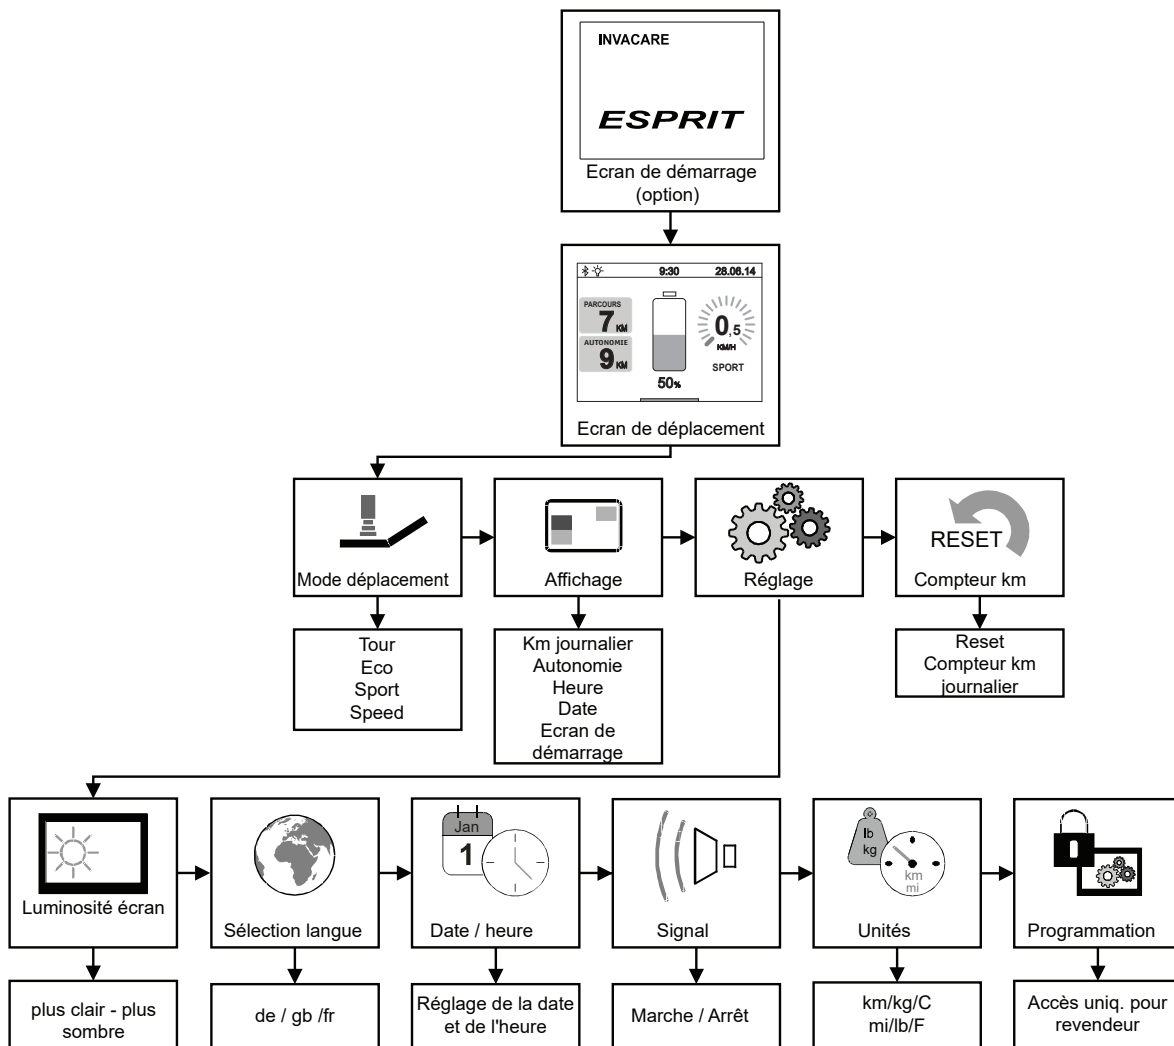 INVACARE
ESPRIT
Ecran de démarrage
(option)
9:30 28.06.14
PARCOURS
7 KM
AUTONOMIE
9 KM
50%
0,5
KM/H
SPORT
Ecran de déplacement
Mode déplacement
Affichage
Réglage
RESET
Compteur km
Tour
Eco
Sport
Speed
Km journalier
Autonomie
Heure
Date
Ecran de
démarrage
Reset
Compteur km
journalier
Luminosité écran
Sélection langue
Jan
1
Date / heure
Signal
lb
kg
km
mi
Unités
Programmation
plus clair - plus
sombre
de / gb /fr
Réglage de la date
et de l'heure
Marche / Arrêt
km/kg/C
mi/lb/F
Accès uniq. pour
revendeur